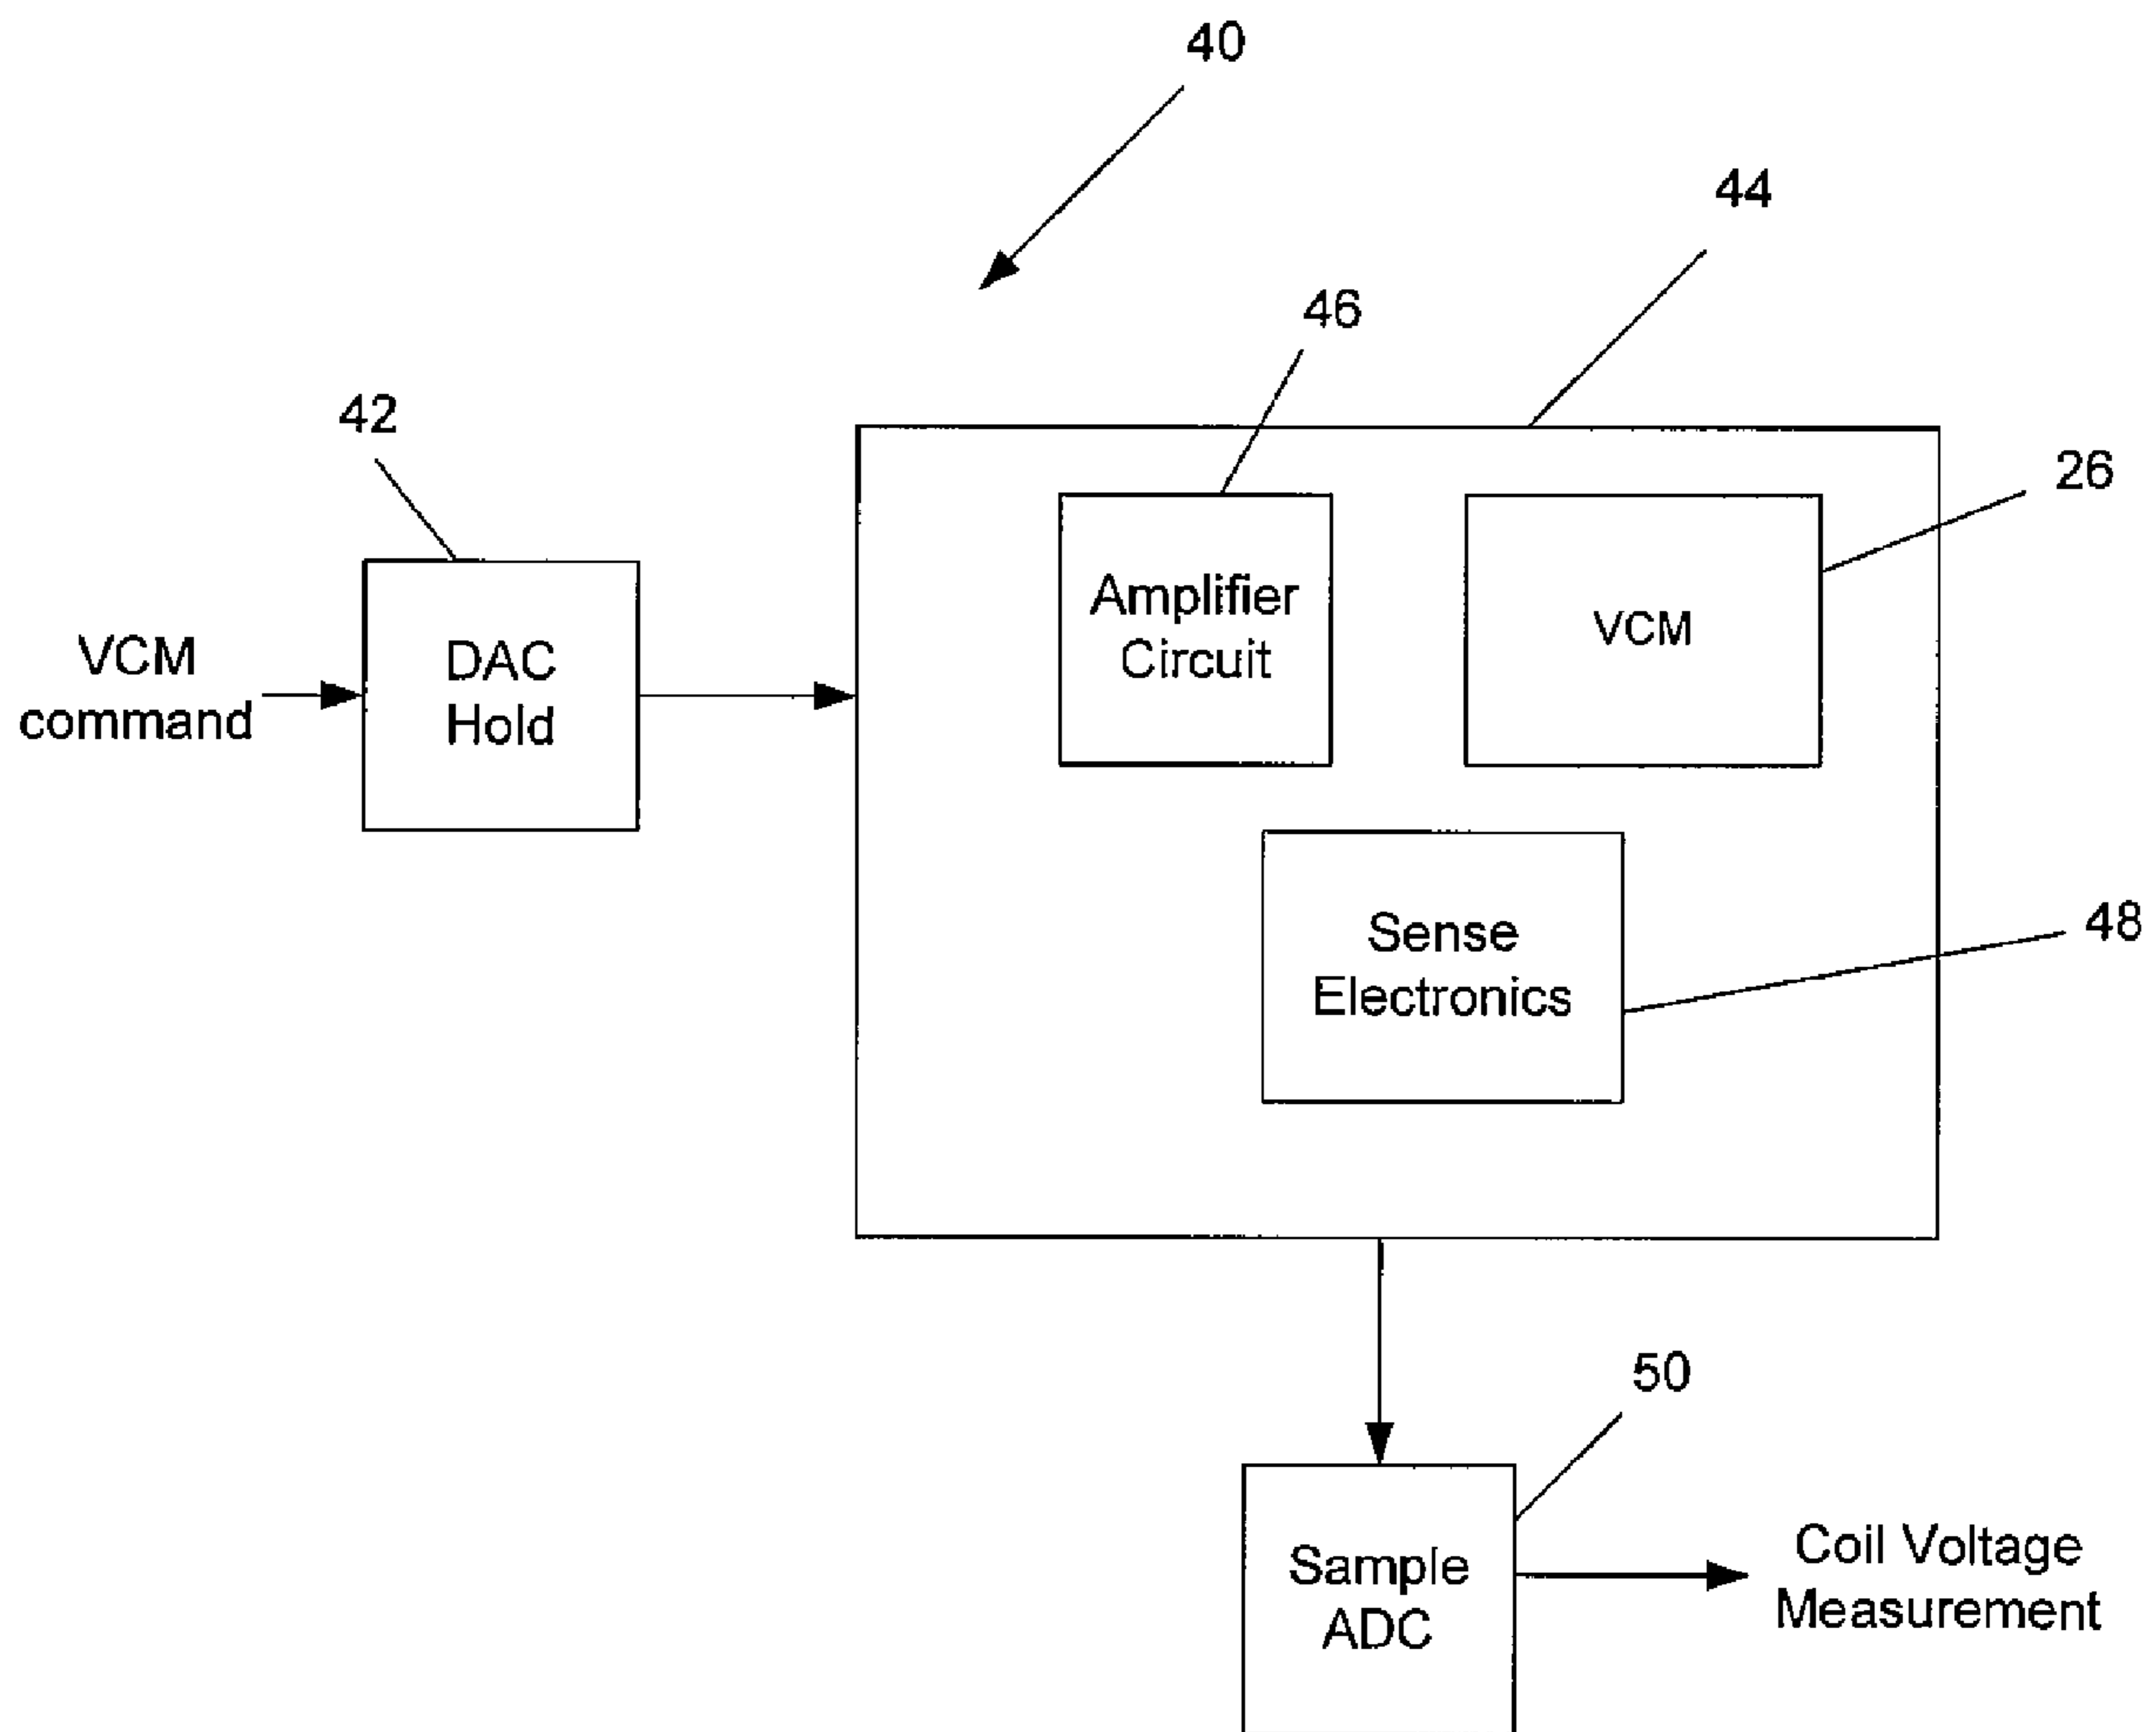 40
44
46
42
26
Amplifier
Circuit
VCM
VCM
command
DAC
Hold
48
Sense
Electronics
50
Sample
ADC
Coil Voltage
Measurement